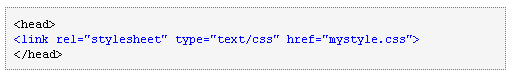 <head>
<link rel="stylesheet" type="text/css" href="mystyle.css">
</head>